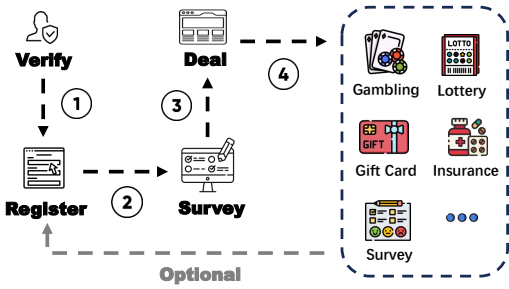 Verify
Deal
1
3
4
Register
2
Survey
Optional
LOTTO
Gambling
Lottery
GIFT
Gift Card
Insurance
Survey